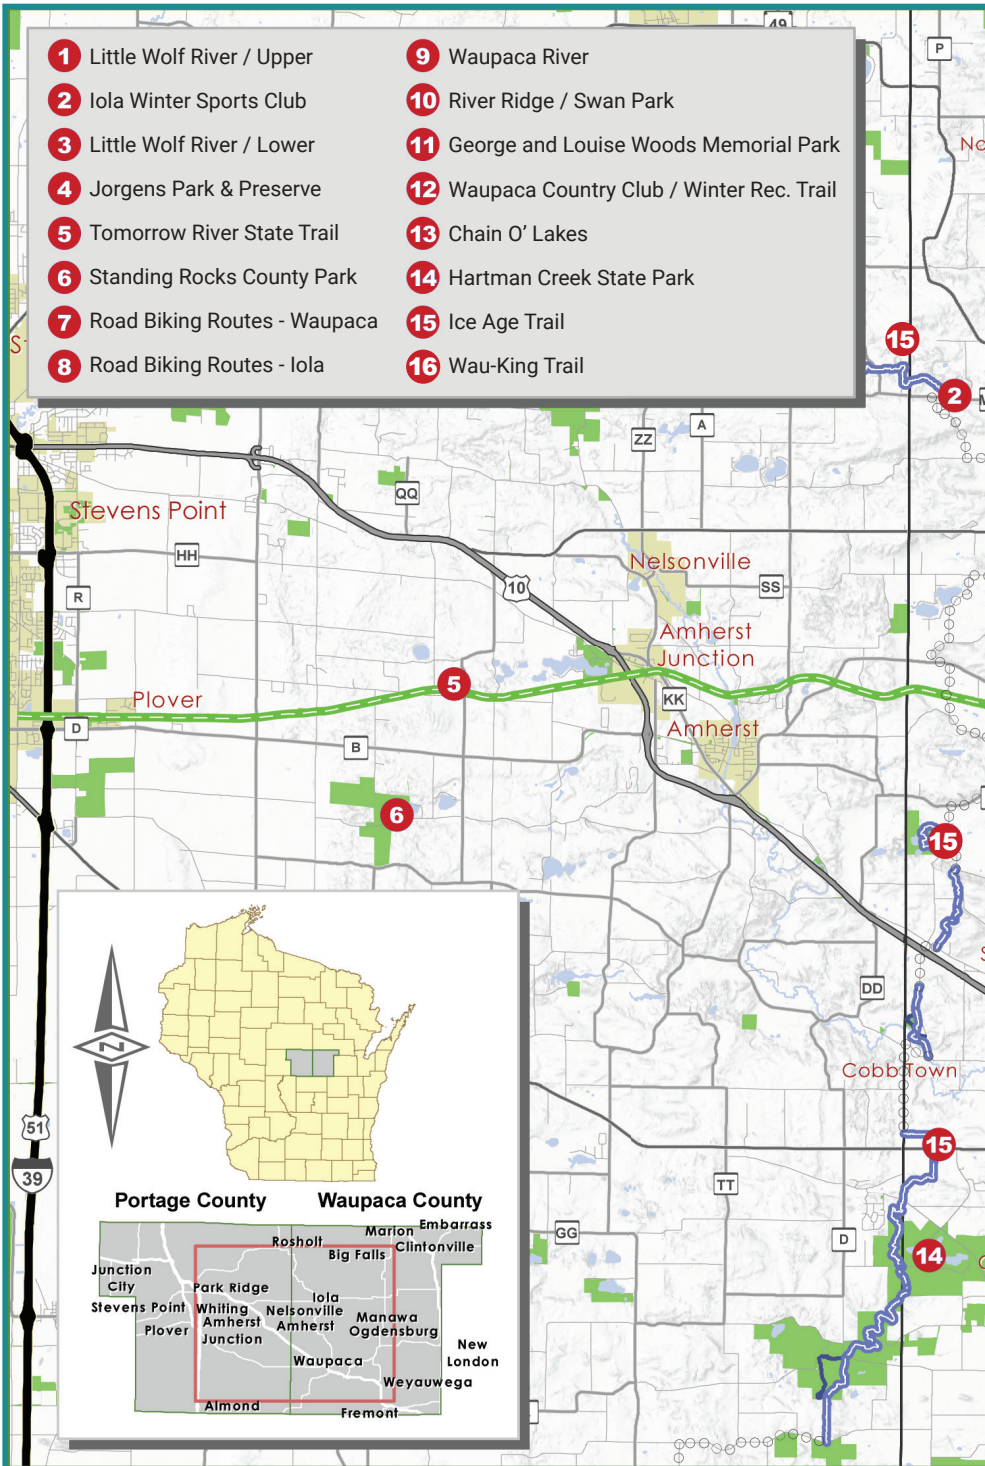 49
P
1 Little Wolf River / Upper
2 Iola Winter Sports Club
3 Little Wolf River / Lower
4 Jorgens Park & Preserve
5 Tomorrow River State Trail
6 Standing Rocks County Park
7 Road Biking Routes - Waupaca
8 Road Biking Routes - Iola
9 Waupaca River
10 River Ridge / Swan Park
11 George and Louise Woods Memorial Park
12 Waupaca Country Club / Winter Rec. Trail
13 Chain O' Lakes
14 Hartman Creek State Park
15 Ice Age Trail
16 Wau-King Trail
15
2
A
ZZ
QQ
Stevens Point
HH
Nelsonville
10
SS
R
Amherst
Junction
5
Plover
KK
D
Amherst
B
6
15
DD
Cobb Town
51
15
39
TT
GG
D
14
N
Portage County
Waupaca County
Embarrass
Marion
Rosholt
Clintonville
Big Falls
Junction
City
Park Ridge
Iola
Stevens Point
Whiting
Nelsonville
Manawa
Amherst
Junction
Amherst
Ogdensburg
Plover
New
London
Waupaca
Weyauwega
Almond
Fremont